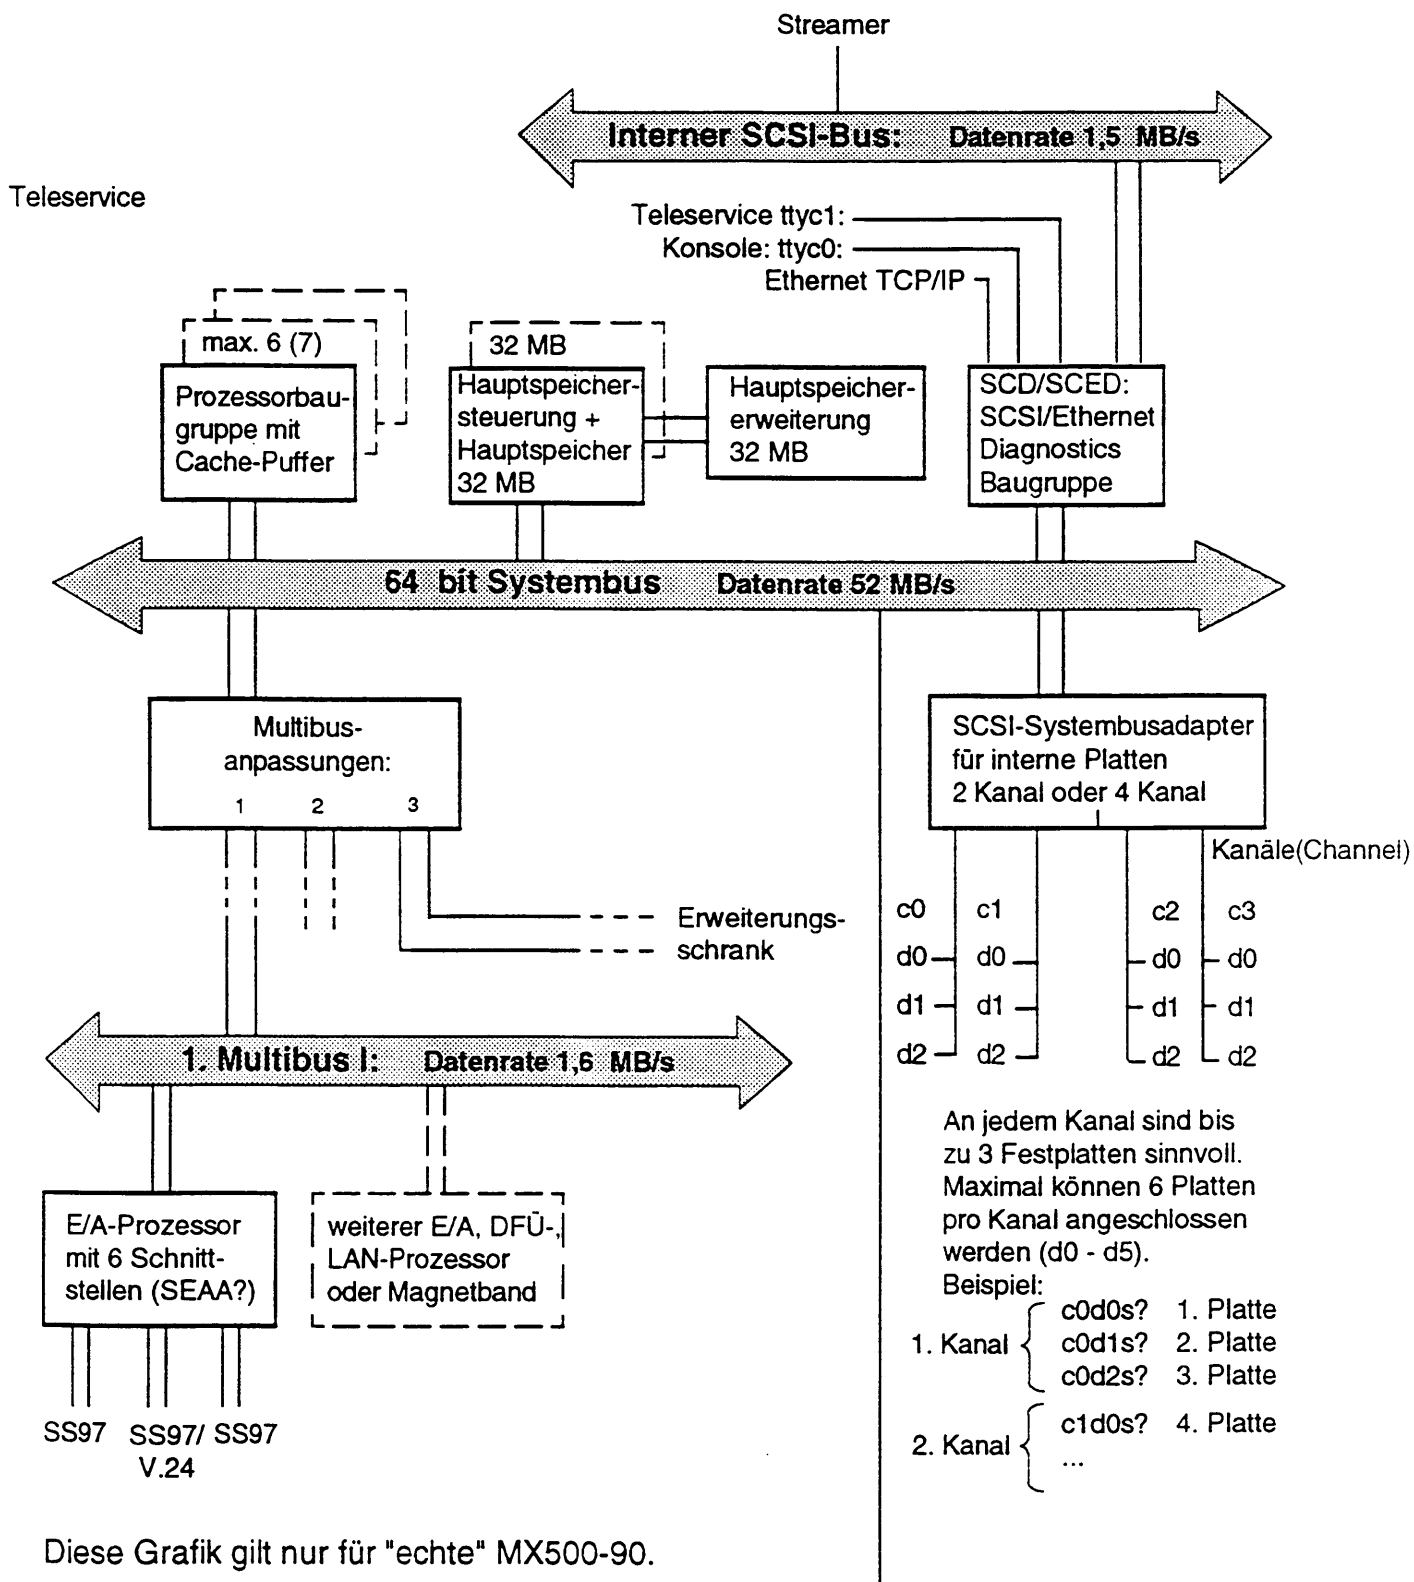 Streamer
Interner SCSI-Bus: Datenrate 1,5 MB/s
Teleservice
Teleservice ttyc1:
Konsole: ttyc0:
Ethernet TCP/IP
max. 6 (7)
Prozessorbau-
gruppe mit
Cache-Puffer
32 MB
Hauptspeicher-
steuerung +
Hauptspeicher
32 MB
Hauptspeicher-
erweiterung
32 MB
SCD/SCED:
SCSI/Ethernet
Diagnostics
Baugruppe
64 bit Systembus Datenrate 52 MB/s
Multibus-
anpassungen:
1 2 3
Erweiterungs-
schrank
SCSI-Systembusadapter
für interne Platten
2 Kanal oder 4 Kanal
Kanäle(Channel)
c0 c1 c2 c3
d0 d0 d0 d0
d1 d1 d1 d1
d2 d2 d2 d2
1. Multibus I: Datenrate 1,6 MB/s
E/A-Prozessor
mit 6 Schnitt-
stellen (SEAA?)
weiterer E/A, DFÜ-,
LAN-Prozessor
oder Magnetband
SS97 SS97/ SS97
V.24
An jedem Kanal sind bis
zu 3 Festplatten sinnvoll.
Maximal können 6 Platten
pro Kanal angeschlossen
werden (d0 - d5).
Beispiel:
1. Kanal
c0d0s? 1. Platte
c0d1s? 2. Platte
c0d2s? 3. Platte
2. Kanal
c1d0s? 4. Platte
...
Diese Grafik gilt nur für "echte" MX500-90.